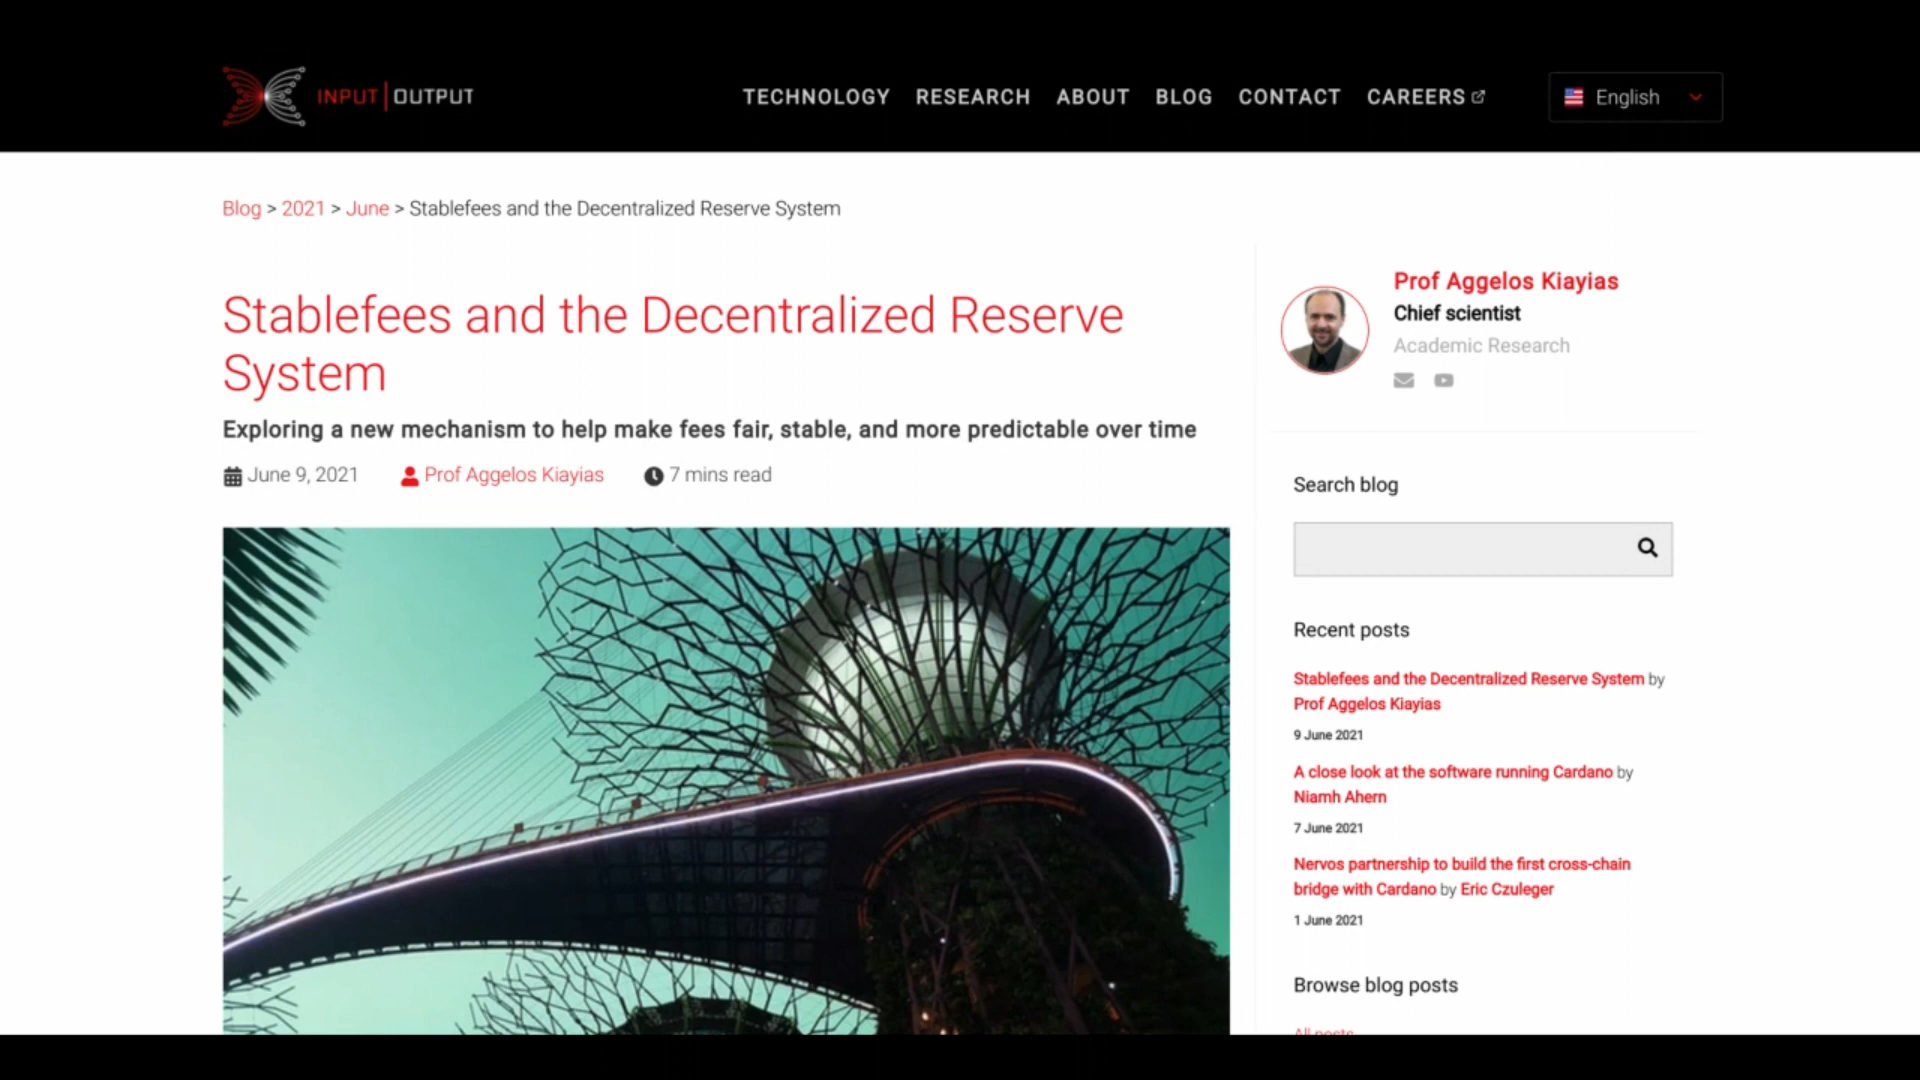 INPUT | OUTPUT
TECHNOLOGY RESEARCH ABOUT BLOG CONTACT CAREERS
English
Blog > 2021 > June > Stablefees and the Decentralized Reserve System
Stablefees and the Decentralized Reserve
System
Exploring a new mechanism to help make fees fair, stable, and more predictable over time
June 9, 2021 Prof Aggelos Kiayias 7 mins read
Prof Aggelos Kiayias
Chief scientist
Academic Research
Search blog
Recent posts
Stablefees and the Decentralized Reserve System by
Prof Aggelos Kiayias
9 June 2021
A close look at the software running Cardano by
Niamh Ahern
7 June 2021
Nervos partnership to build the first cross-chain
bridge with Cardano by Eric Czuleger
1 June 2021
Browse blog posts
All posts